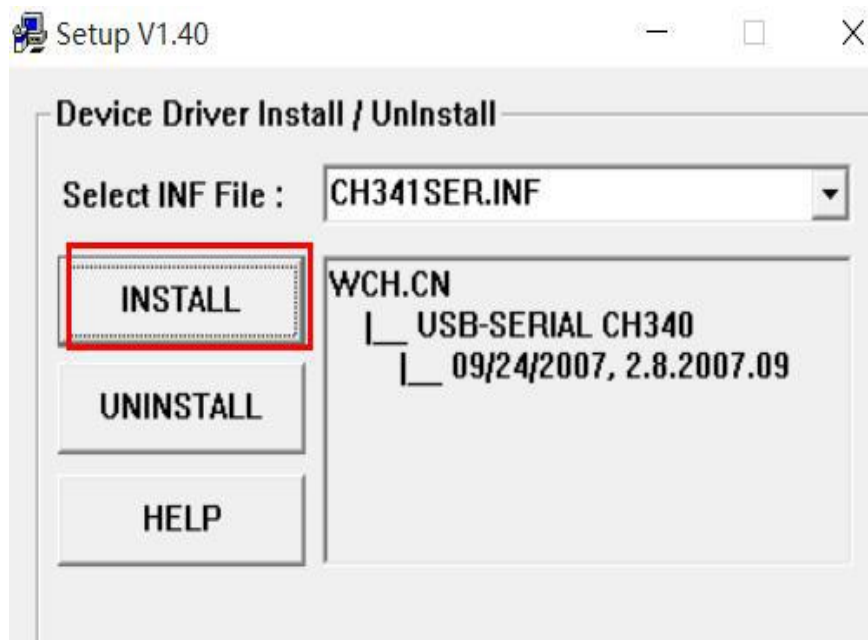 Setup V1.40
Device Driver Install / UnInstall
Select INF File :
CH341SER.INF
INSTALL
WCH.CN
|__ USB-SERIAL CH340
|__ 09/24/2007, 2.8.2007.09
UNINSTALL
HELP